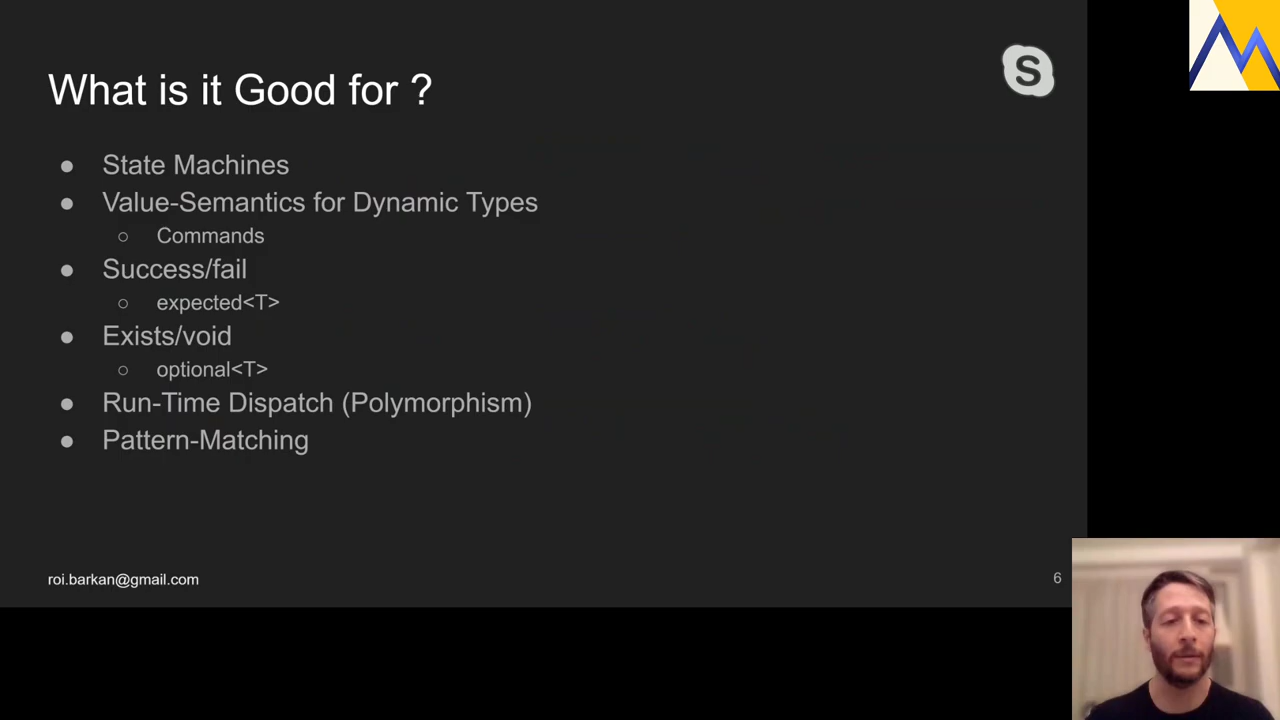 What is it Good for ?
S
● State Machines
● Value-Semantics for Dynamic Types
○ Commands
● Success/fail
○ expected<T>
● Exists/void
○ optional<T>
● Run-Time Dispatch (Polymorphism)
● Pattern-Matching
roi.barkan@gmail.com
6